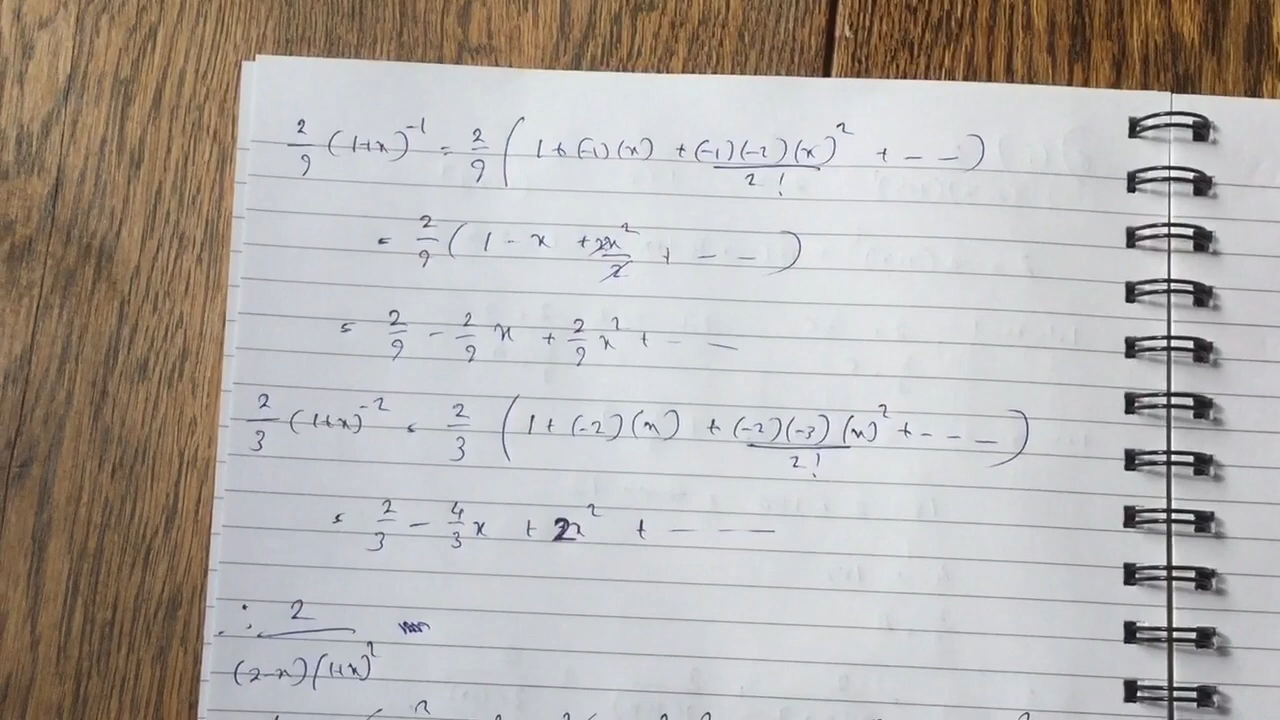 2/9 (1+x)^-1 = 2/9 ( 1 + (-1)(x) + (-1)(-2)(x)^2 / 2! + - - )
= 2/9 ( 1 - x + 2x^2 / 2 + - - )
= 2/9 - 2/9 x + 2/9 x^2 + - -
2/3 (1+x)^-2 = 2/3 ( 1 + (-2)(x) + (-2)(-3)(x)^2 / 2! + - - - )
= 2/3 - 4/3 x + 2x^2 + - - -
∴ 2 / (2-x)(1+x)^2